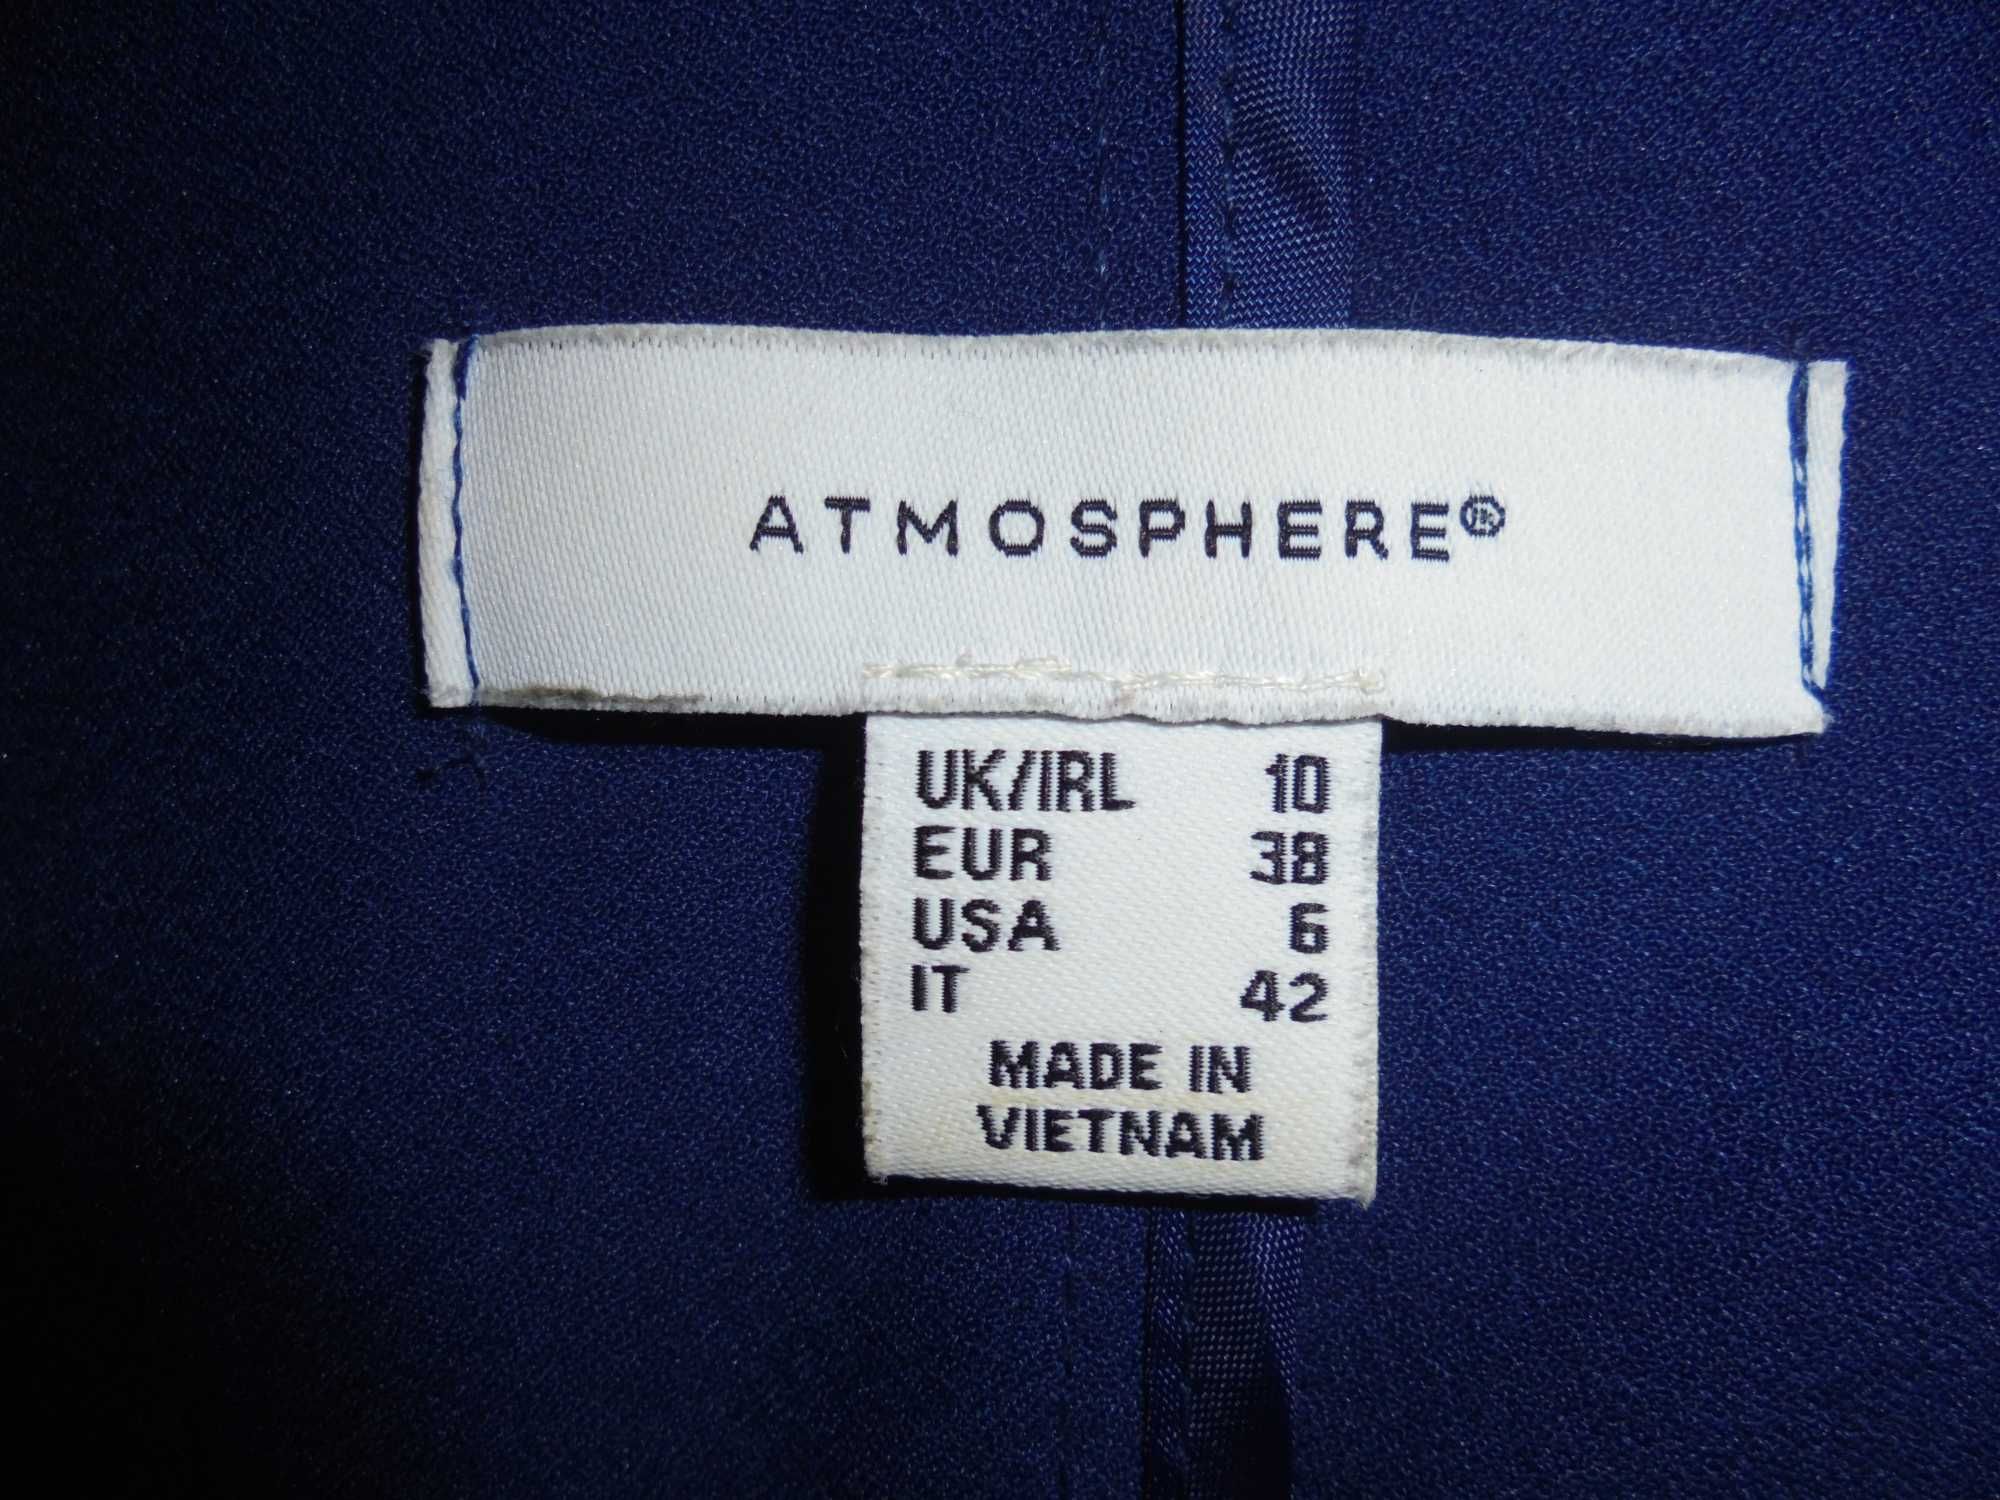 ATMOSPHERE®
UK/IRL 10
EUR 38
USA 6
IT 42
MADE IN
VIETNAM